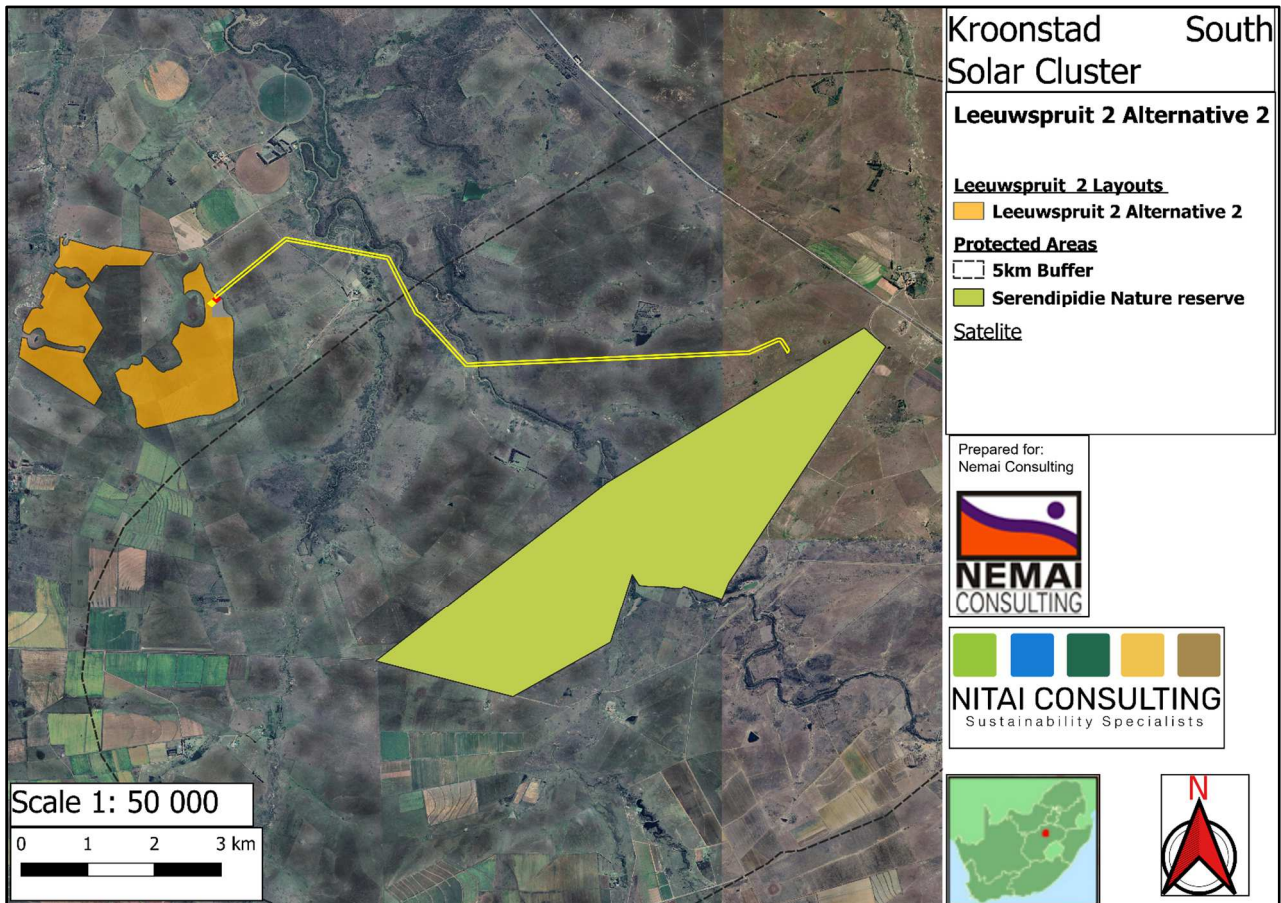 Kroonstad South
Solar Cluster
Leeuwspruit 2 Alternative 2
Leeuwspruit 2 Layouts
Leeuwspruit 2 Alternative 2
Protected Areas
5km Buffer
Serendipidie Nature reserve
Satelite
Prepared for:
Nemai Consulting
NEMAI
CONSULTING
NITAI CONSULTING
Sustainability Specialists
N
Scale 1: 50 000
0 1 2 3 km